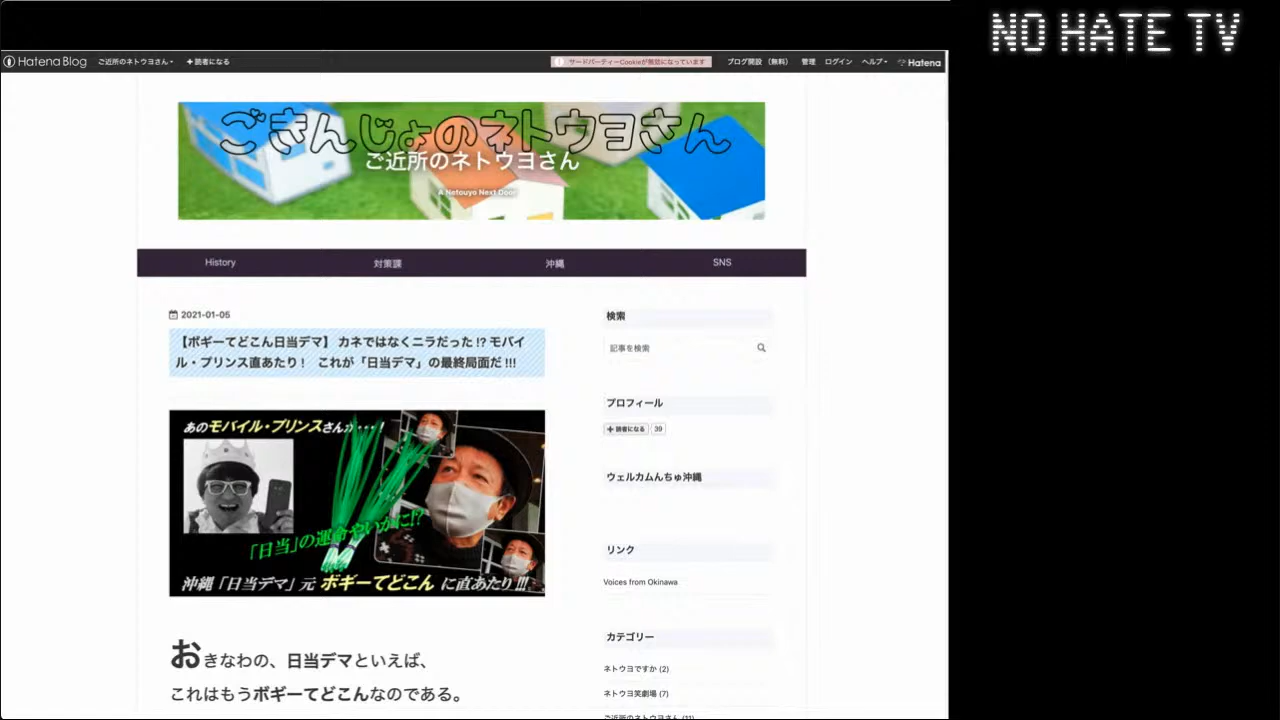 NO HATE TV
Hatena Blog ご近所のネトウヨさん 読者になる サードパーティーCookieが無効になっています ブログ開設（無料） 管理 ログイン ヘルプ Hatena
ごきんじょのネトウヨさん
ご近所のネトウヨさん
A Netouyo Next Door
History 対策課 沖縄 SNS
2021-01-05
【ボギーてどこん日当デマ】 カネではなくニラだった!? モバイ
ル・プリンス直あたり！ これが「日当デマ」の最終局面だ!!!
あのモバイル・プリンスさんが・・・!
「日当」の運命やいかに!?
沖縄「日当デマ」元 ボギーてどこん に直あたり!!!
おきなわの、日当デマといえば、
これはもうボギーてどこんなのである。
検索
記事を検索
プロフィール
読者になる 39
ウェルカムんちゅ沖縄
リンク
Voices from Okinawa
カテゴリー
ネトウヨですか (2)
ネトウヨ笑劇場 (7)
ご近所のネトウヨさん (11)